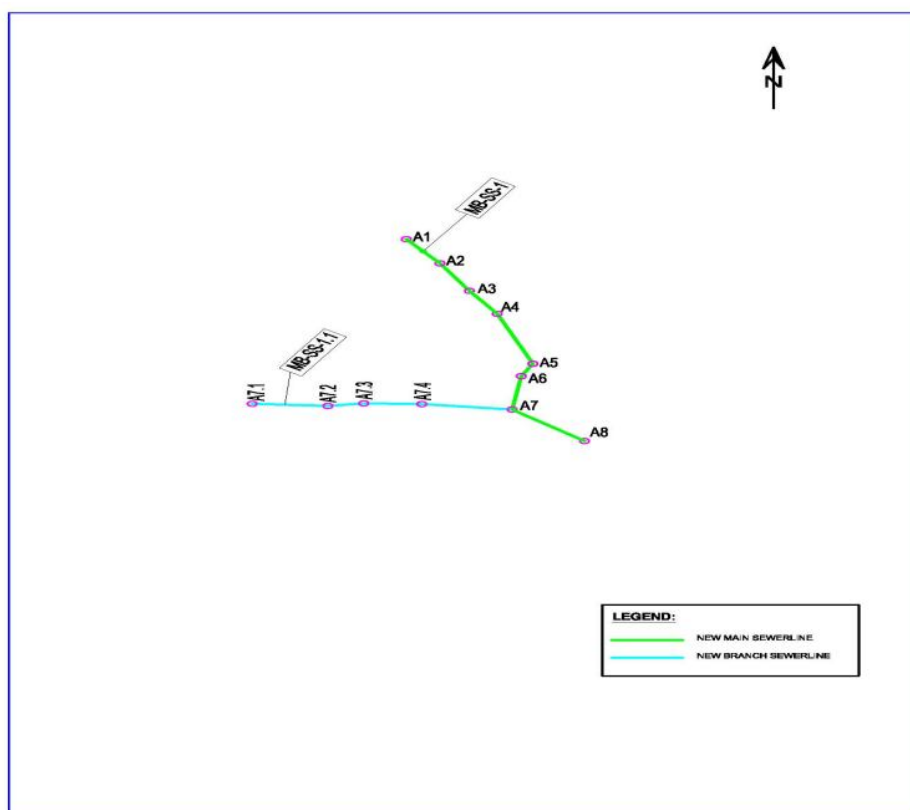 N
MB-SS-1
A1
A2
A3
A4
A5
A6
A7
A8
MB-SS-1.1
A7.1
A7.2
A7.3
A7.4
LEGEND:
NEW MAIN SEWERLINE
NEW BRANCH SEWERLINE